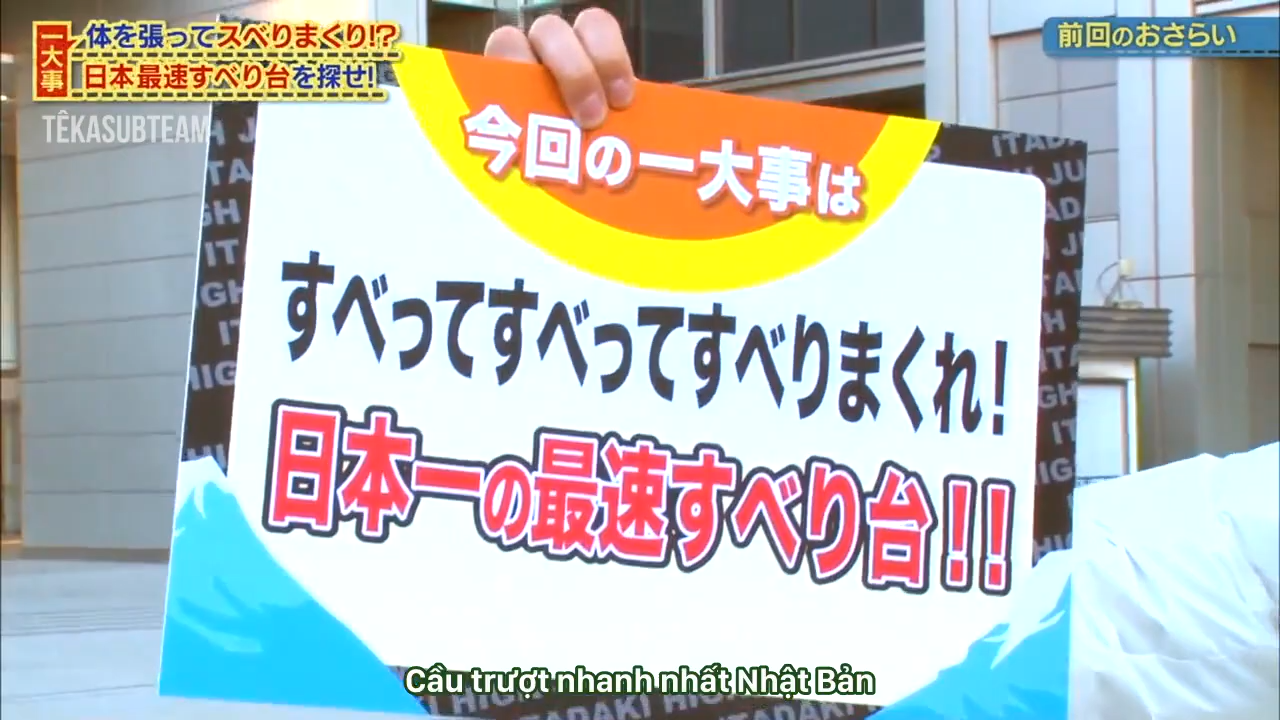 一大事
体を張ってスベりまくり!?
日本最速すべり台を探せ!
前回のおさらい
TÊKASUBTEAM
今回の一大事は
すべってすべってすべりまくれ!
日本一の最速すべり台!!
ITADAKI HIGH JU
Cầu trượt nhanh nhất Nhật Bản